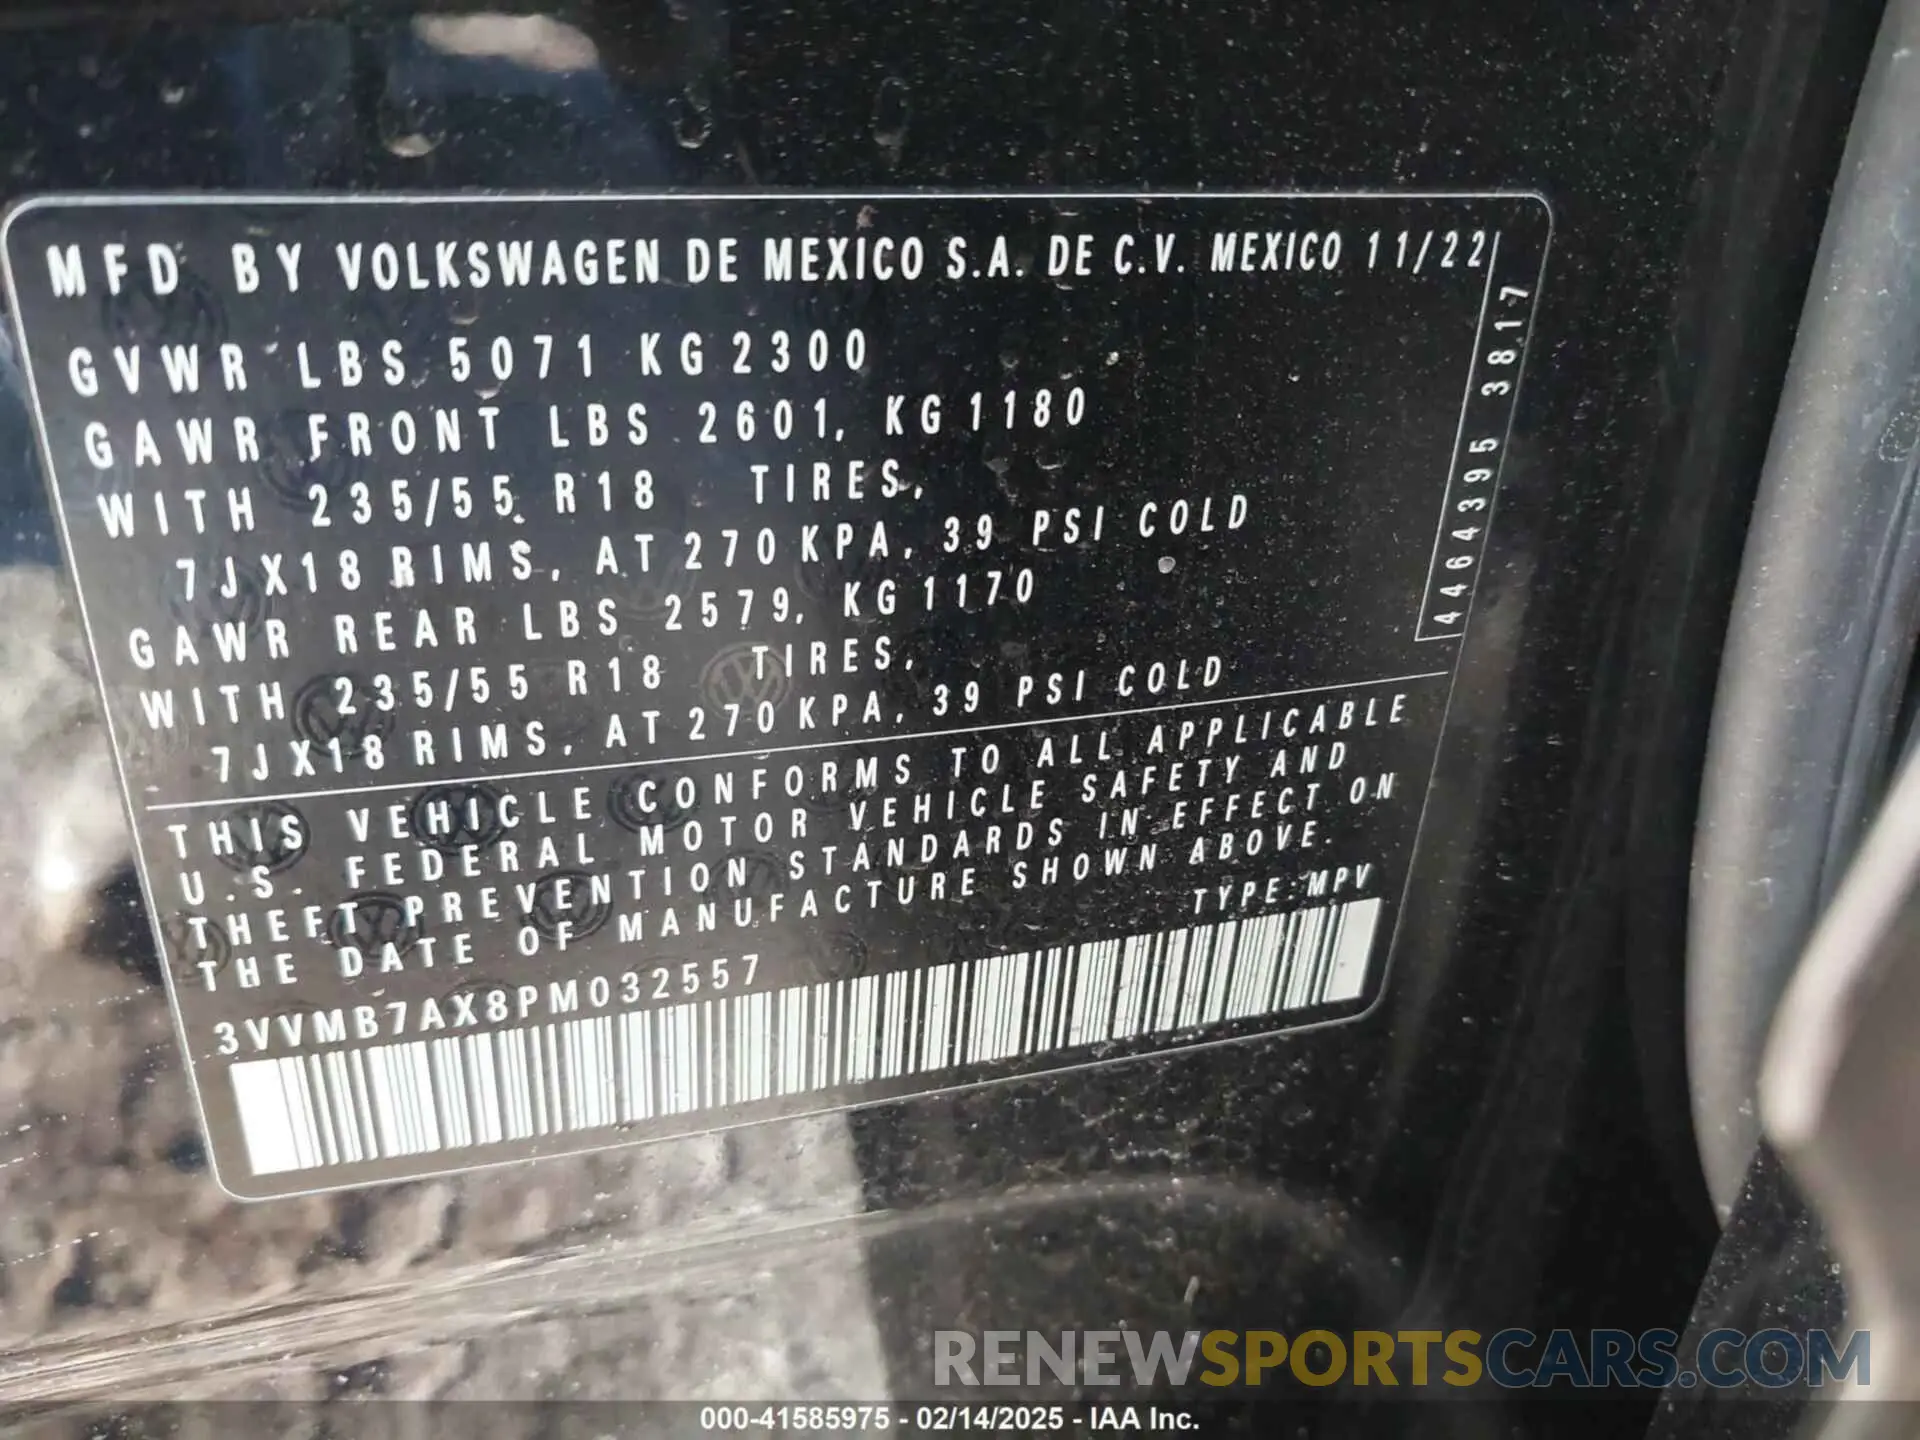 MFD BY VOLKSWAGEN DE MEXICO S.A. DE C.V. MEXICO 11/22
GVWR LBS 5071 KG 2300
GAWR FRONT LBS 2601, KG 1180
WITH 235/55 R18 TIRES,
7JX18 RIMS, AT 270 KPA, 39 PSI COLD
GAWR REAR LBS 2579, KG 1170
WITH 235/55 R18 TIRES,
7JX18 RIMS, AT 270 KPA, 39 PSI COLD
4464395 3817
THIS VEHICLE CONFORMS TO ALL APPLICABLE
U.S. FEDERAL MOTOR VEHICLE SAFETY AND
THEFT PREVENTION STANDARDS IN EFFECT ON
THE DATE OF MANUFACTURE SHOWN ABOVE.
3VVMB7AX8PM032557 TYPE:MPV
RENEWSPORTSCARS.COM
000-41585975 - 02/14/2025 - IAA Inc.